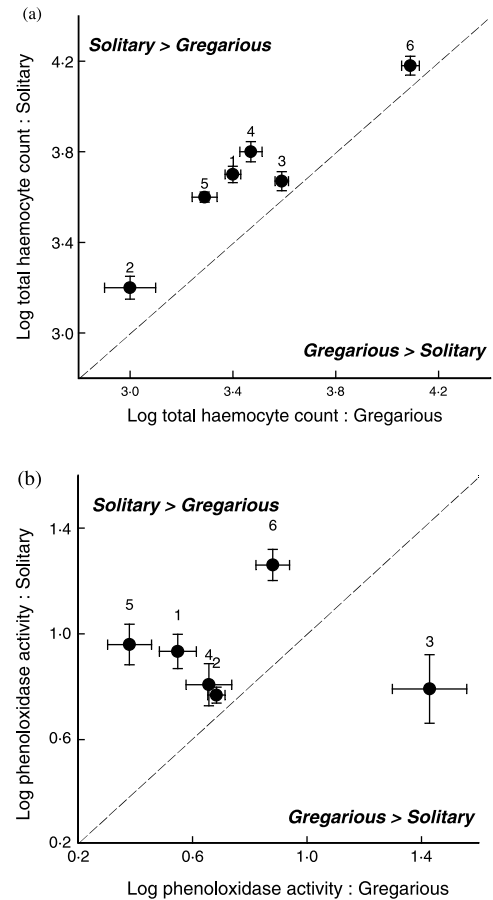 (a)
Solitary > Gregarious
6
4·2
4
3·8
1
3
5
2
3·4
3·0
Gregarious > Solitary
3·0 3·4 3·8 4·2
Log total haemocyte count : Solitary
Log total haemocyte count : Gregarious
(b)
Solitary > Gregarious
1·4
6
5
1
1·0
4
2
3
0·6
Gregarious > Solitary
0.2
0.2 0·6 1·0 1·4
Log phenoloxidase activity : Solitary
Log phenoloxidase activity : Gregarious